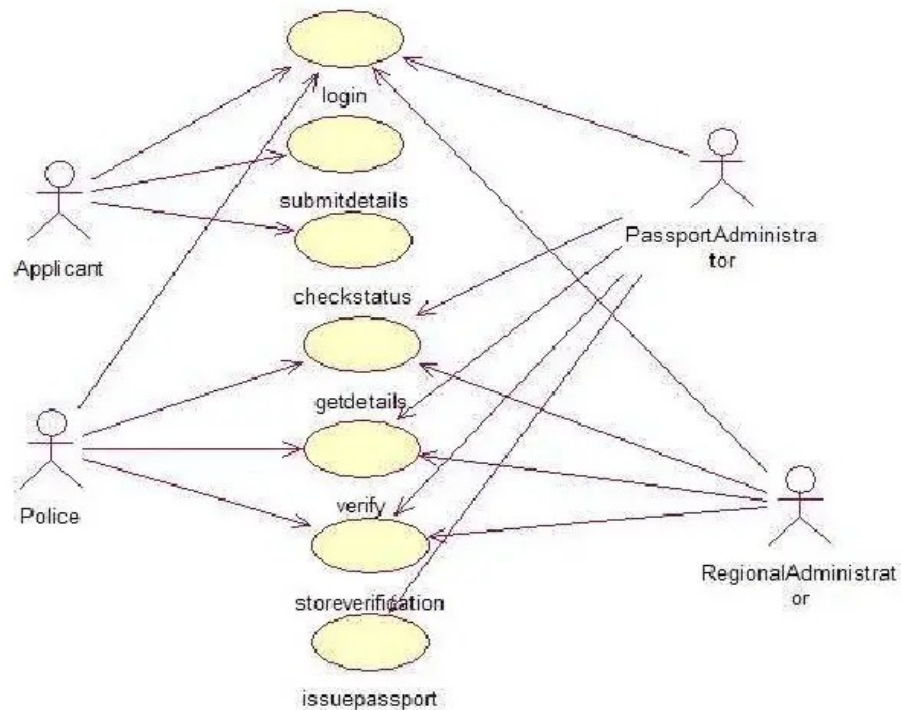 login
submitdetails
PassportAdministra
tor
Applicant
checkstatus
getdetails
Police
verify
RegionalAdministrat
or
storeverification
issuepassport